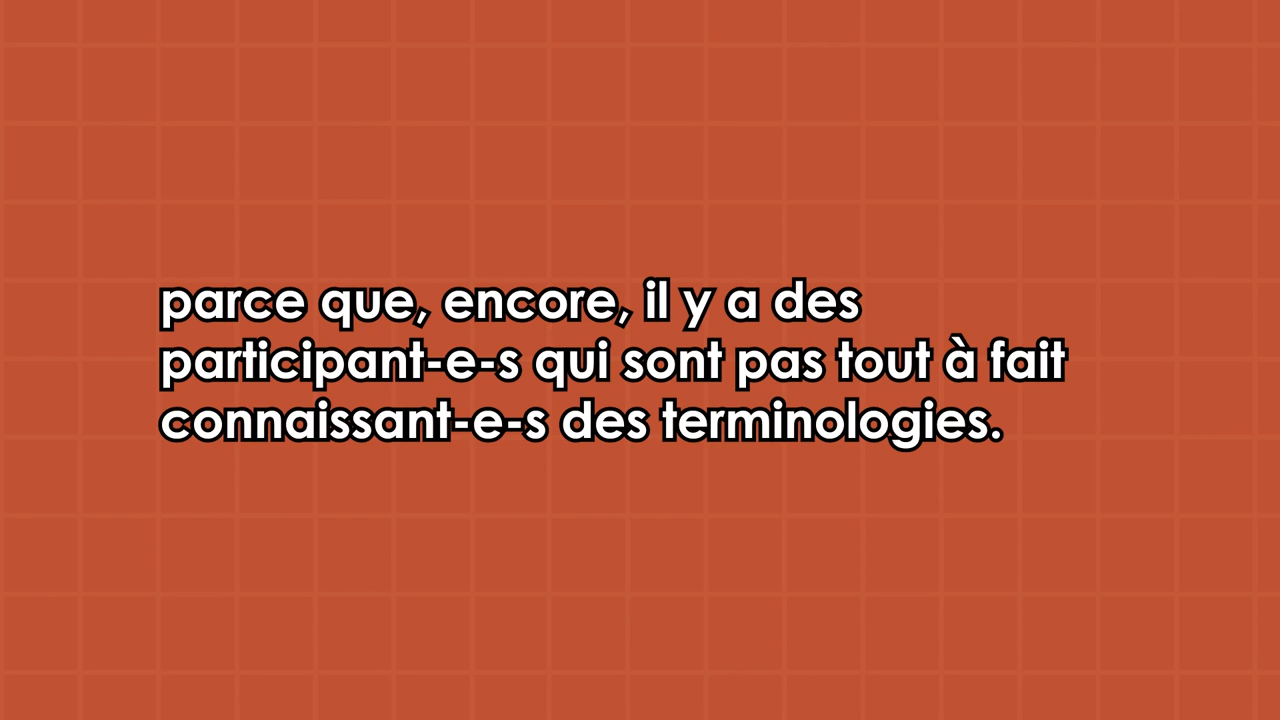 parce que, encore, il y a des
participant-e-s qui sont pas tout à fait
connaissant-e-s des terminologies.